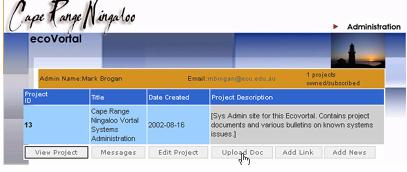 Cape Range Ningaloo
Administration
ecoVortal
Admin Name:Mark Brogan Email:mbrogan@ecu.edu.au 1 projects owned/subscribed
Project ID Title Date Created Project Description
13 Cape Range Ningaloo Vortal Systems Administration 2002-08-16 [Sys Admin site for this Ecovortal. Contains project documents and various bulletins on known systems issues.]
View Project Messages Edit Project Upload Doc Add Link Add News